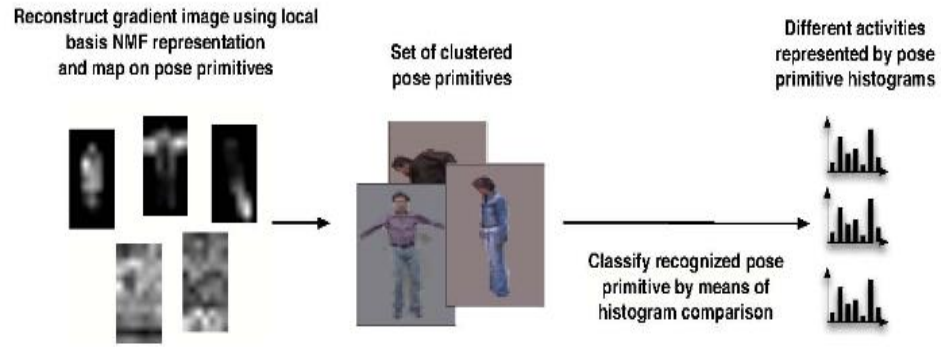 Reconstruct gradient image using local
basis NMF representation
and map on pose primitives
Set of clustered
pose primitives
Classify recognized pose
primitive by means of
histogram comparison
Different activities
represented by pose
primitive histograms